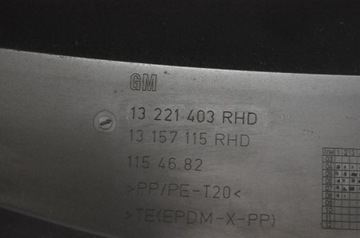 GM
13 221 403 RHD
13 157 115 RHD
115 46.82
>PP/PE-T20<
>TE(EPDM-X-PP)